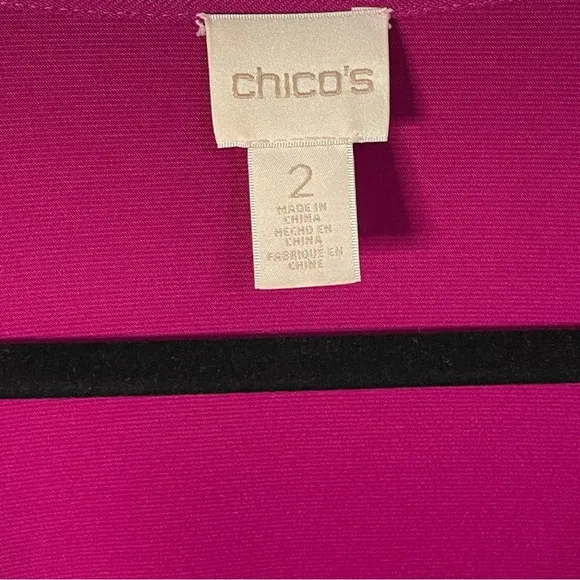 chico's
2
MADE IN
CHINA
HECHO EN
CHINA
FABRIQUE EN
CHINE